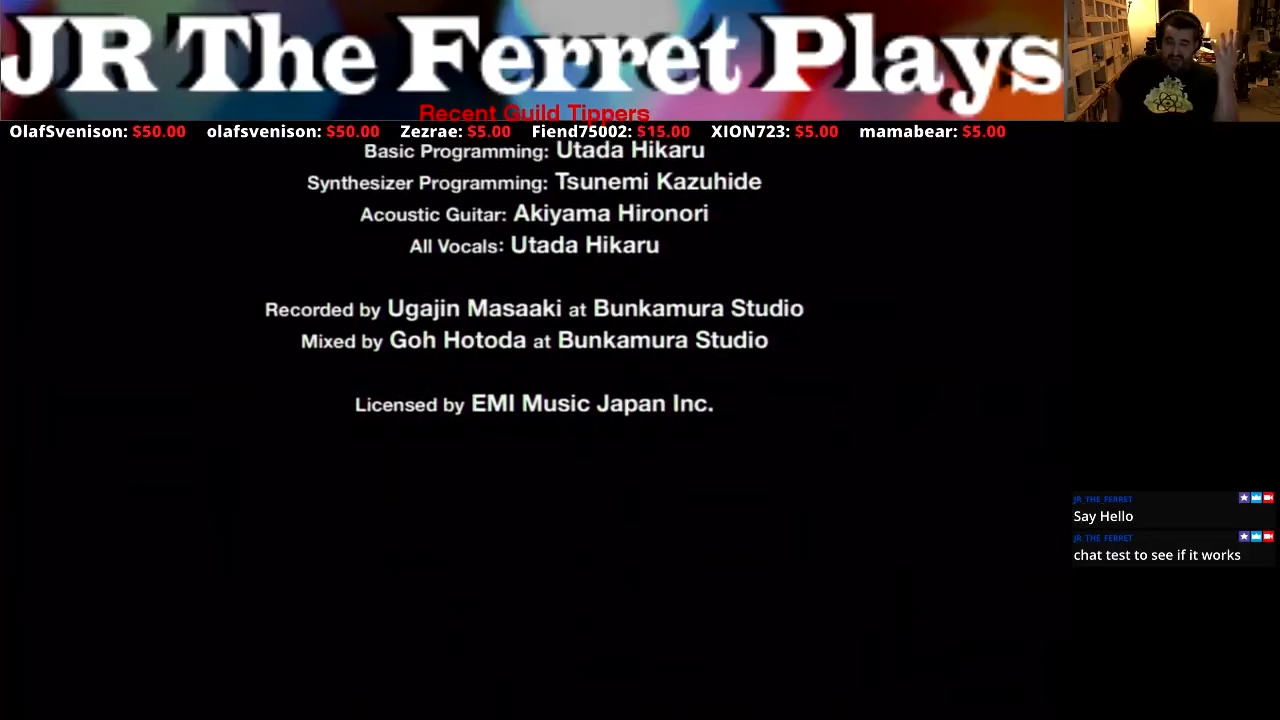 JR The Ferret Plays
Recent Guild Tippers
OlafSvenison: $50.00 olafsvenison: $50.00 Zezrae: $5.00 Fiend75002: $15.00 XION723: $5.00 mamabear: $5.00
Basic Programming: Utada Hikaru
Synthesizer Programming: Tsunemi Kazuhide
Acoustic Guitar: Akiyama Hironori
All Vocals: Utada Hikaru
Recorded by Ugajin Masaaki at Bunkamura Studio
Mixed by Goh Hotoda at Bunkamura Studio
Licensed by EMI Music Japan Inc.
JR THE FERRET
Say Hello
JR THE FERRET
chat test to see if it works